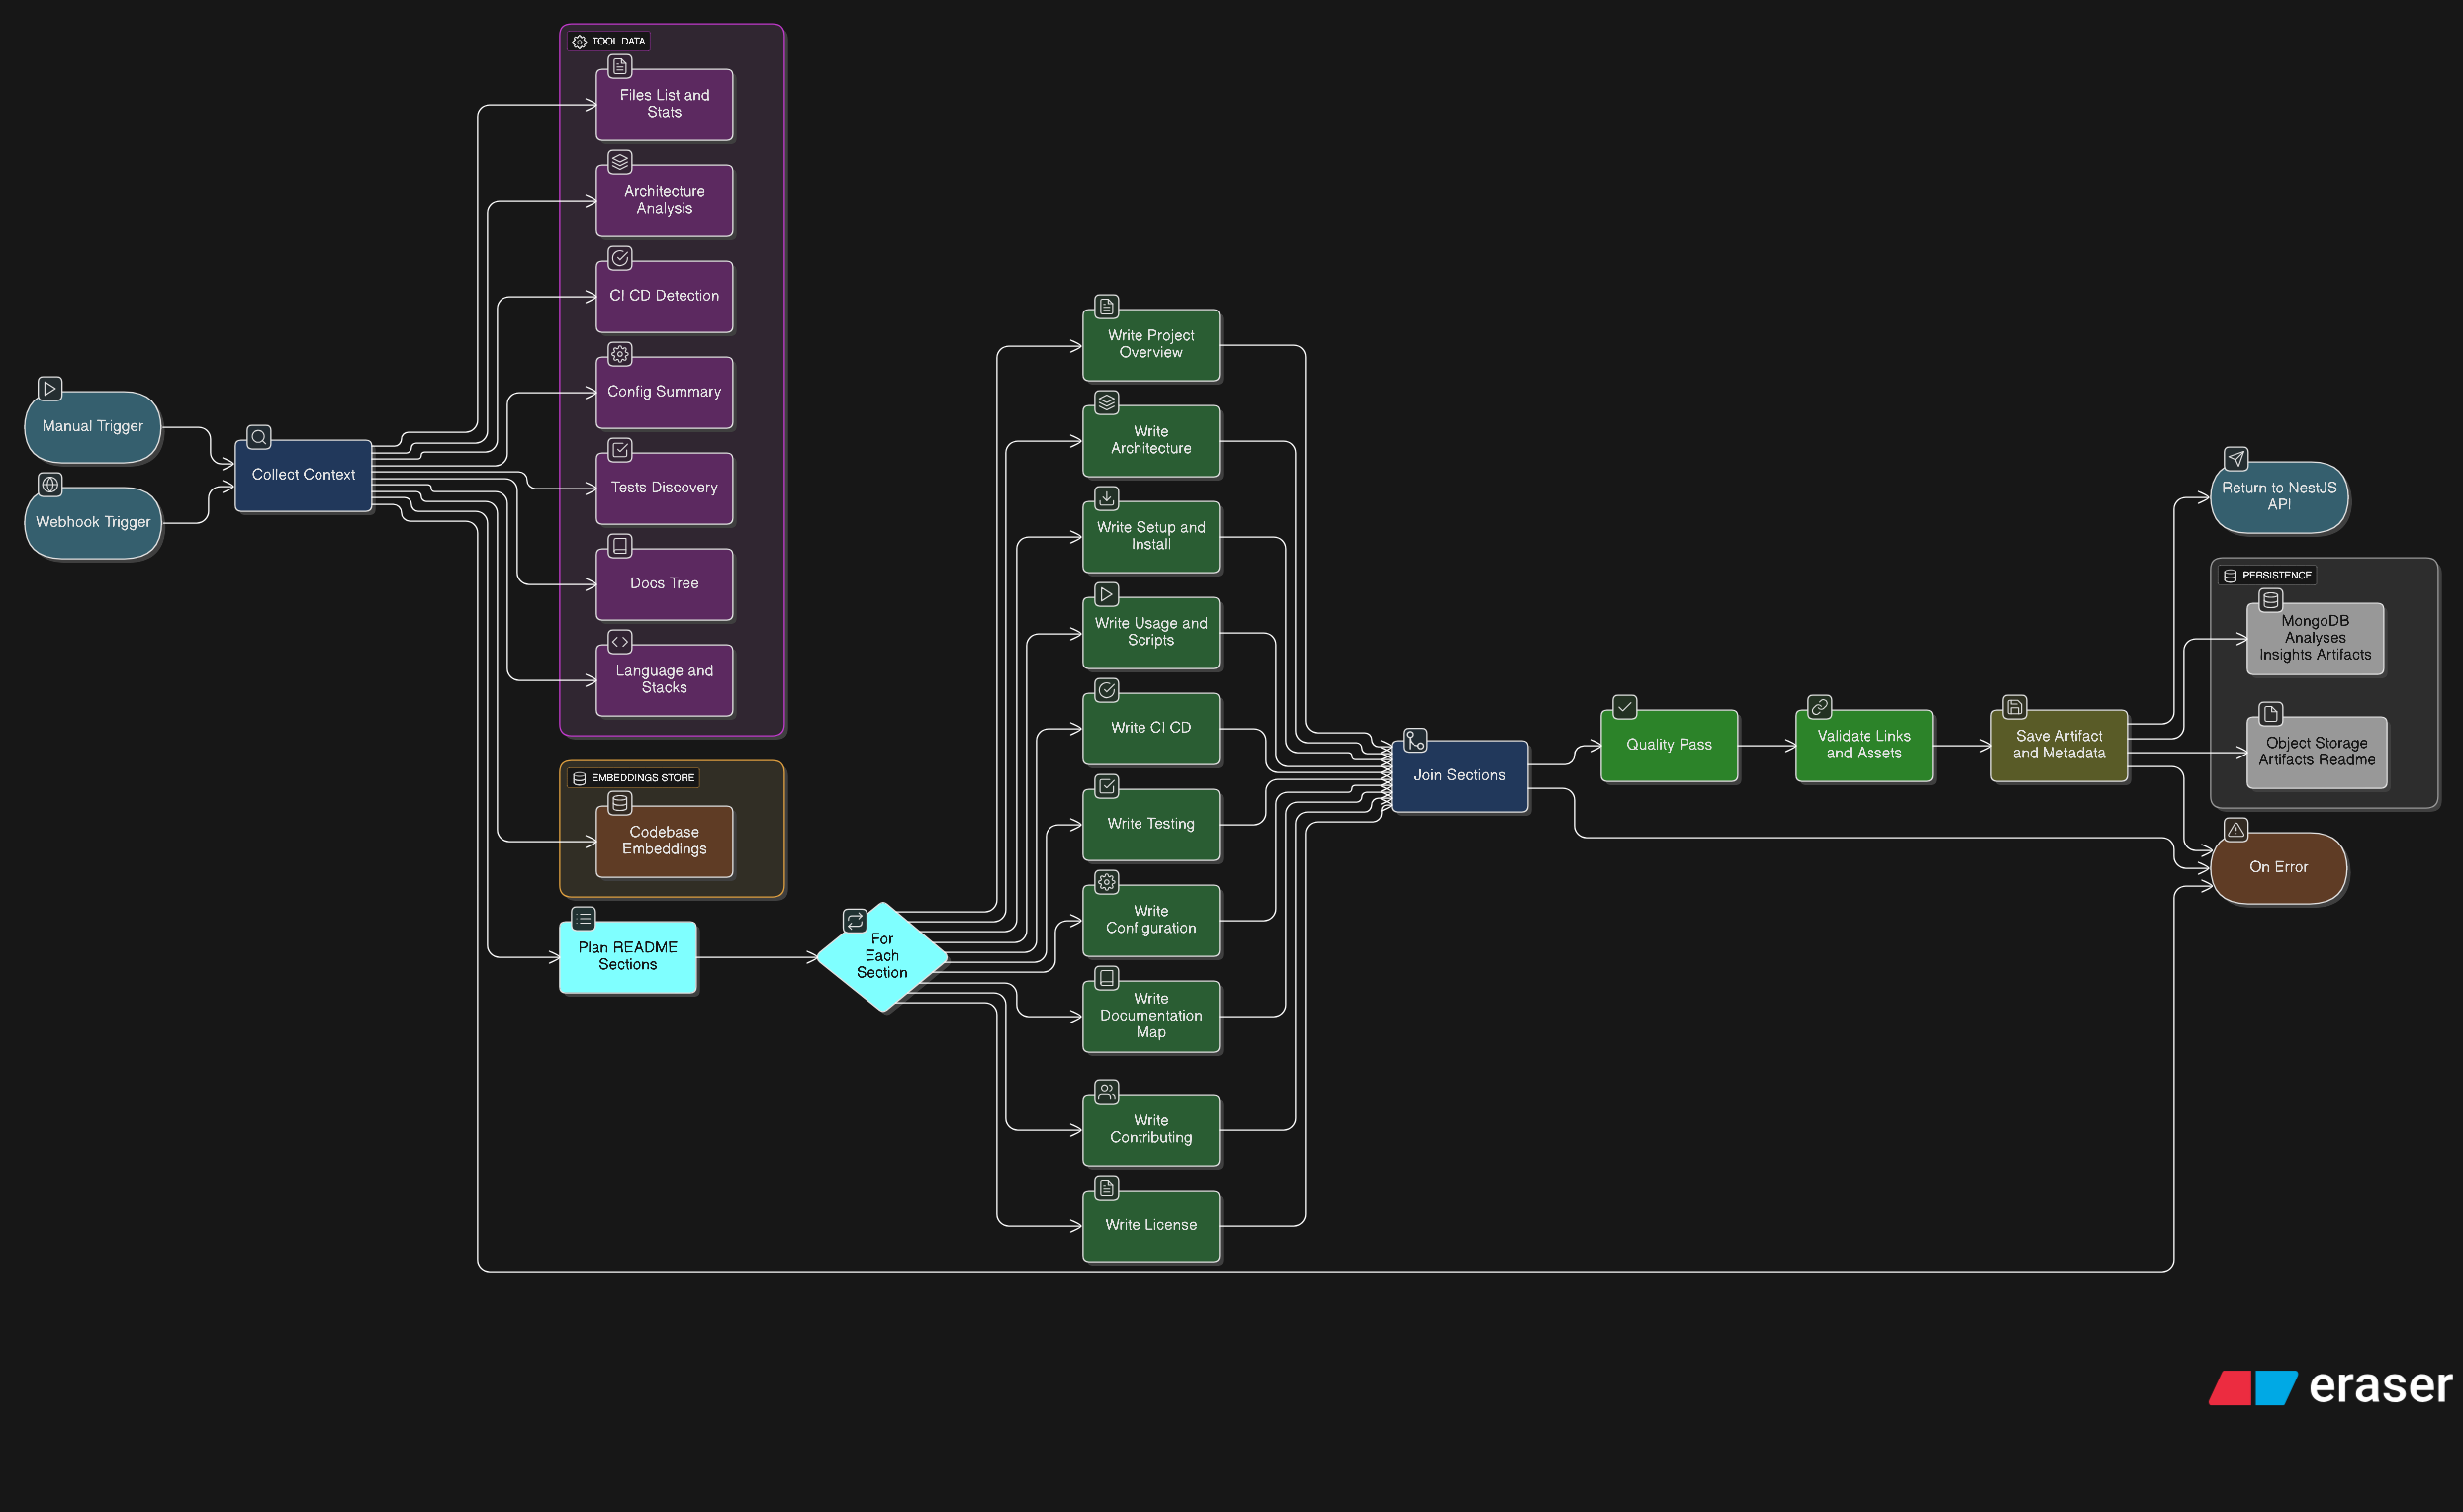 TOOL DATA
Files List and
Stats
Architecture
Analysis
CI CD Detection
Config Summary
Tests Discovery
Docs Tree
Language and
Stacks
Manual Trigger
Webhook Trigger
Collect Context
EMBEDDINGS STORE
Codebase
Embeddings
Plan README
Sections
For
Each
Section
Write Project
Overview
Write
Architecture
Write Setup and
Install
Write Usage and
Scripts
Write CI CD
Write Testing
Write
Configuration
Write
Documentation
Map
Write
Contributing
Write License
Join Sections
Quality Pass
Validate Links
and Assets
Save Artifact
and Metadata
Return to NestJS
API
PERSISTENCE
MongoDB
Analyses
Insights Artifacts
Object Storage
Artifacts Readme
On Error
eraser